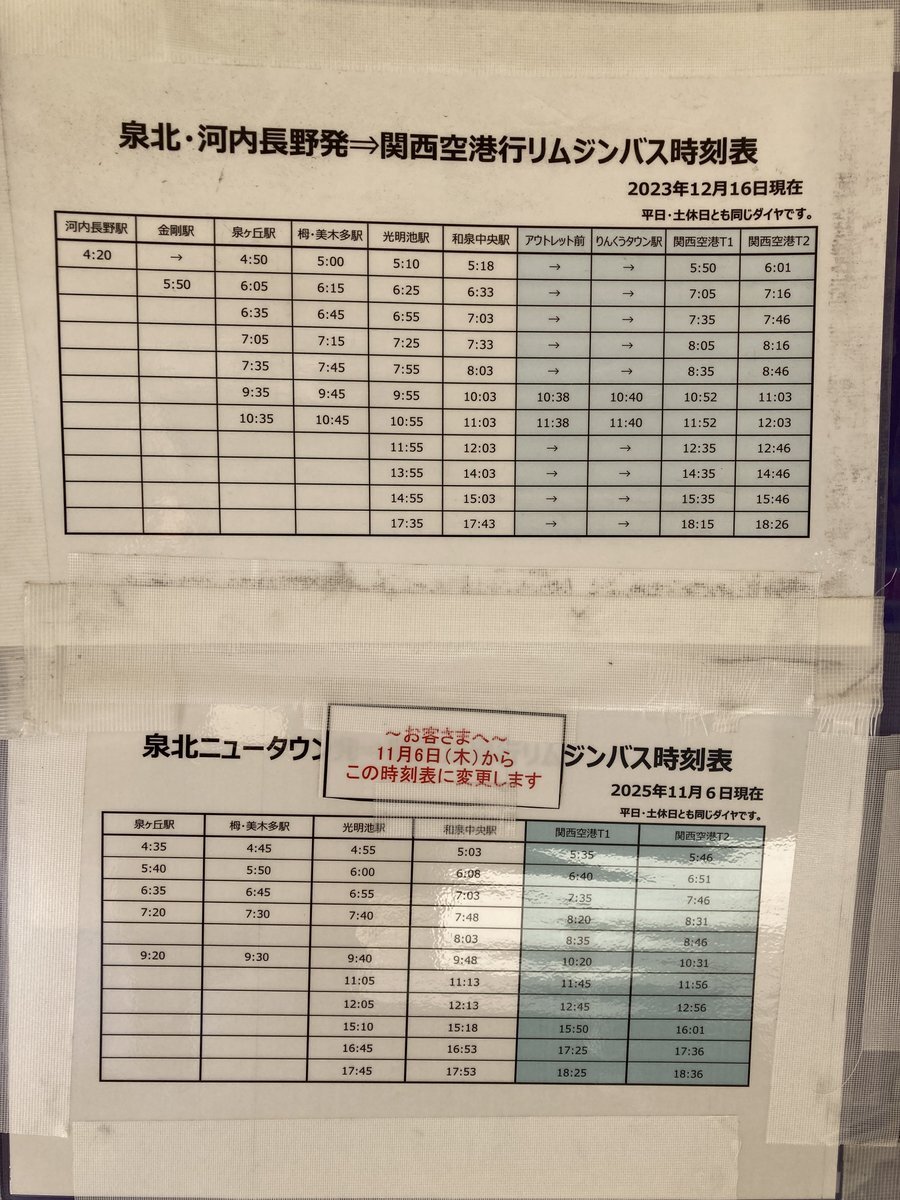 泉北・河内長野発⇒関西空港行リムジンバス時刻表
2023年12月16日現在
平日・土休日とも同じダイヤです。
河内長野駅 金剛駅 泉ヶ丘駅 栂・美木多駅 光明池駅 和泉中央駅 アウトレット前 りんくうタウン駅 関西空港T1 関西空港T2
4:20 → 4:50 5:00 5:10 5:18 → → 5:50 6:01
5:50 6:05 6:15 6:25 6:33 → → 7:05 7:16
6:35 6:45 6:55 7:03 → → 7:35 7:46
7:05 7:15 7:25 7:33 → → 8:05 8:16
7:35 7:45 7:55 8:03 → → 8:35 8:46
9:35 9:45 9:55 10:03 10:38 10:40 10:52 11:03
10:35 10:45 10:55 11:03 11:38 11:40 11:52 12:03
11:55 12:03 → → 12:35 12:46
13:55 14:03 → → 14:35 14:46
14:55 15:03 → → 15:35 15:46
17:35 17:43 → → 18:15 18:26
～お客さまへ～
11月6日(木)から
この時刻表に変更します
泉北ニュータウン ジンバス時刻表
2025年11月6日現在
平日・土休日とも同じダイヤです。
泉ヶ丘駅 栂・美木多駅 光明池駅 和泉中央駅 関西空港T1 関西空港T2
4:35 4:45 4:55 5:03 5:35 5:46
5:40 5:50 6:00 6:08 6:40 6:51
6:35 6:45 6:55 7:03 7:35 7:46
7:20 7:30 7:40 7:48 8:20 8:31
8:03 8:35 8:46
9:20 9:30 9:40 9:48 10:20 10:31
11:05 11:13 11:45 11:56
12:05 12:13 12:45 12:56
15:10 15:18 15:50 16:01
16:45 16:53 17:25 17:36
17:45 17:53 18:25 18:36